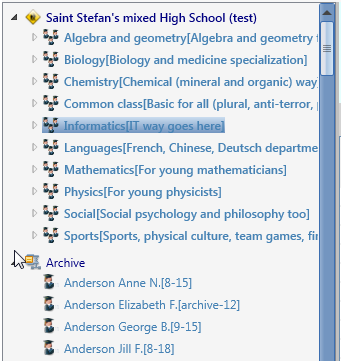 Saint Stefan's mixed High School (test)
Algebra and geometry[Algebra and geometry
Biology[Biology and medicine specialization]
Chemistry[Chemical (mineral and organic) way
Common class[Basic for all (plural, anti-terror,
Informatics[IT way goes here]
Languages[French, Chinese, Deutsch departme
Mathematics[For young mathematicians]
Physics[For young physicists]
Social[Social psychology and philosophy too]
Sports[Sports, physical culture, team games, fi
Archive
Anderson Anne N.[8-15]
Anderson Elizabeth F.[archive-12]
Anderson George B.[9-15]
Anderson Jill F.[8-18]